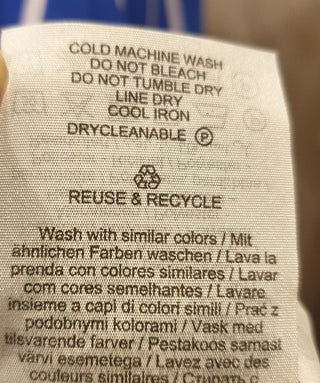 COLD MACHINE WASH
DO NOT BLEACH
DO NOT TUMBLE DRY
LINE DRY
COOL IRON
DRYCLEANABLE Ⓟ
REUSE & RECYCLE
Wash with similar colors / Mit
ähnlichen Farben waschen / Lava la
prenda con colores similares / Lavar
com cores semelhantes / Lavare
insieme a capi di colori simili / Prać z
podobnymi kolorami / Vask med
tilsvarende farver / Pestakoös samast
värvi esemetega / Lavez avec des
couleurs similaires /